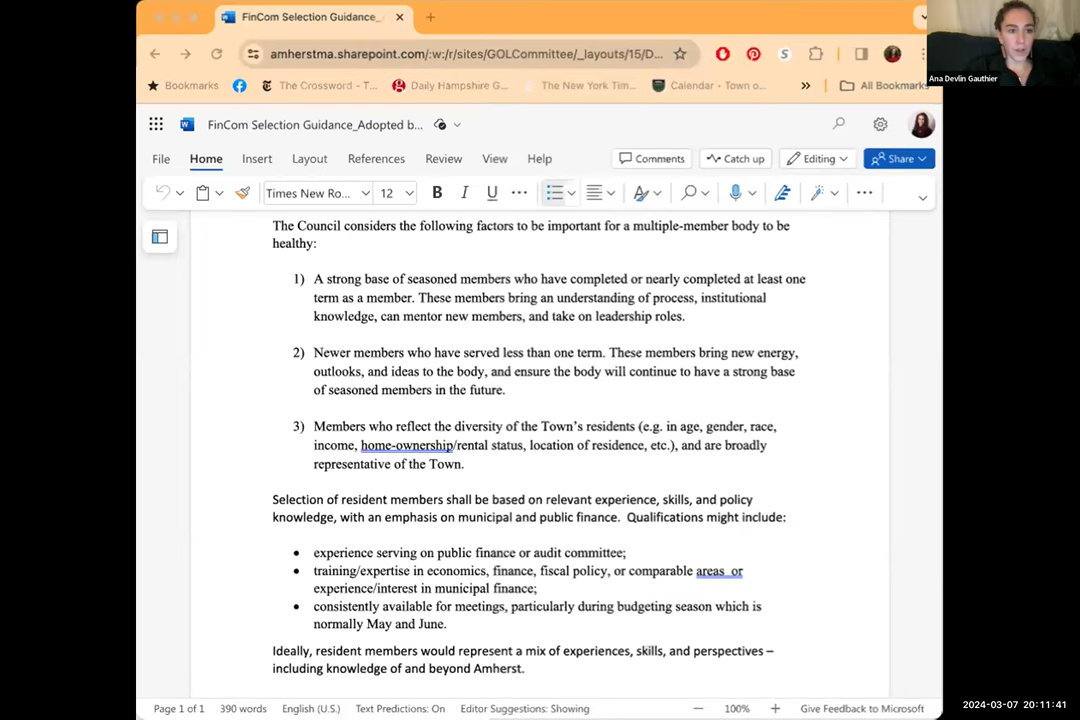 FinCom Selection Guidance_
amherstma.sharepoint.com/:w:/r/sites/GOLCommittee/_layouts/15/D...
Ana Devlin Gauthier
Bookmarks
The Crossword - T...
Daily Hampshire G...
The New York Tim...
Calendar - Town o...
All Bookmarks
FinCom Selection Guidance_Adopted b...
File Home Insert Layout References Review View Help Comments Catch up Editing Share
Times New Ro... 12 B I U
The Council considers the following factors to be important for a multiple-member body to be
healthy:
1) A strong base of seasoned members who have completed or nearly completed at least one
term as a member. These members bring an understanding of process, institutional
knowledge, can mentor new members, and take on leadership roles.
2) Newer members who have served less than one term. These members bring new energy,
outlooks, and ideas to the body, and ensure the body will continue to have a strong base
of seasoned members in the future.
3) Members who reflect the diversity of the Town's residents (e.g. in age, gender, race,
income, home-ownership/rental status, location of residence, etc.), and are broadly
representative of the Town.
Selection of resident members shall be based on relevant experience, skills, and policy
knowledge, with an emphasis on municipal and public finance.  Qualifications might include:
• experience serving on public finance or audit committee;
• training/expertise in economics, finance, fiscal policy, or comparable areas  or
experience/interest in municipal finance;
• consistently available for meetings, particularly during budgeting season which is
normally May and June.
Ideally, resident members would represent a mix of experiences, skills, and perspectives –
including knowledge of and beyond Amherst.
Page 1 of 1 390 words English (U.S.) Text Predictions: On Editor Suggestions: Showing 100% Give Feedback to Microsoft
2024-03-07 20:11:41